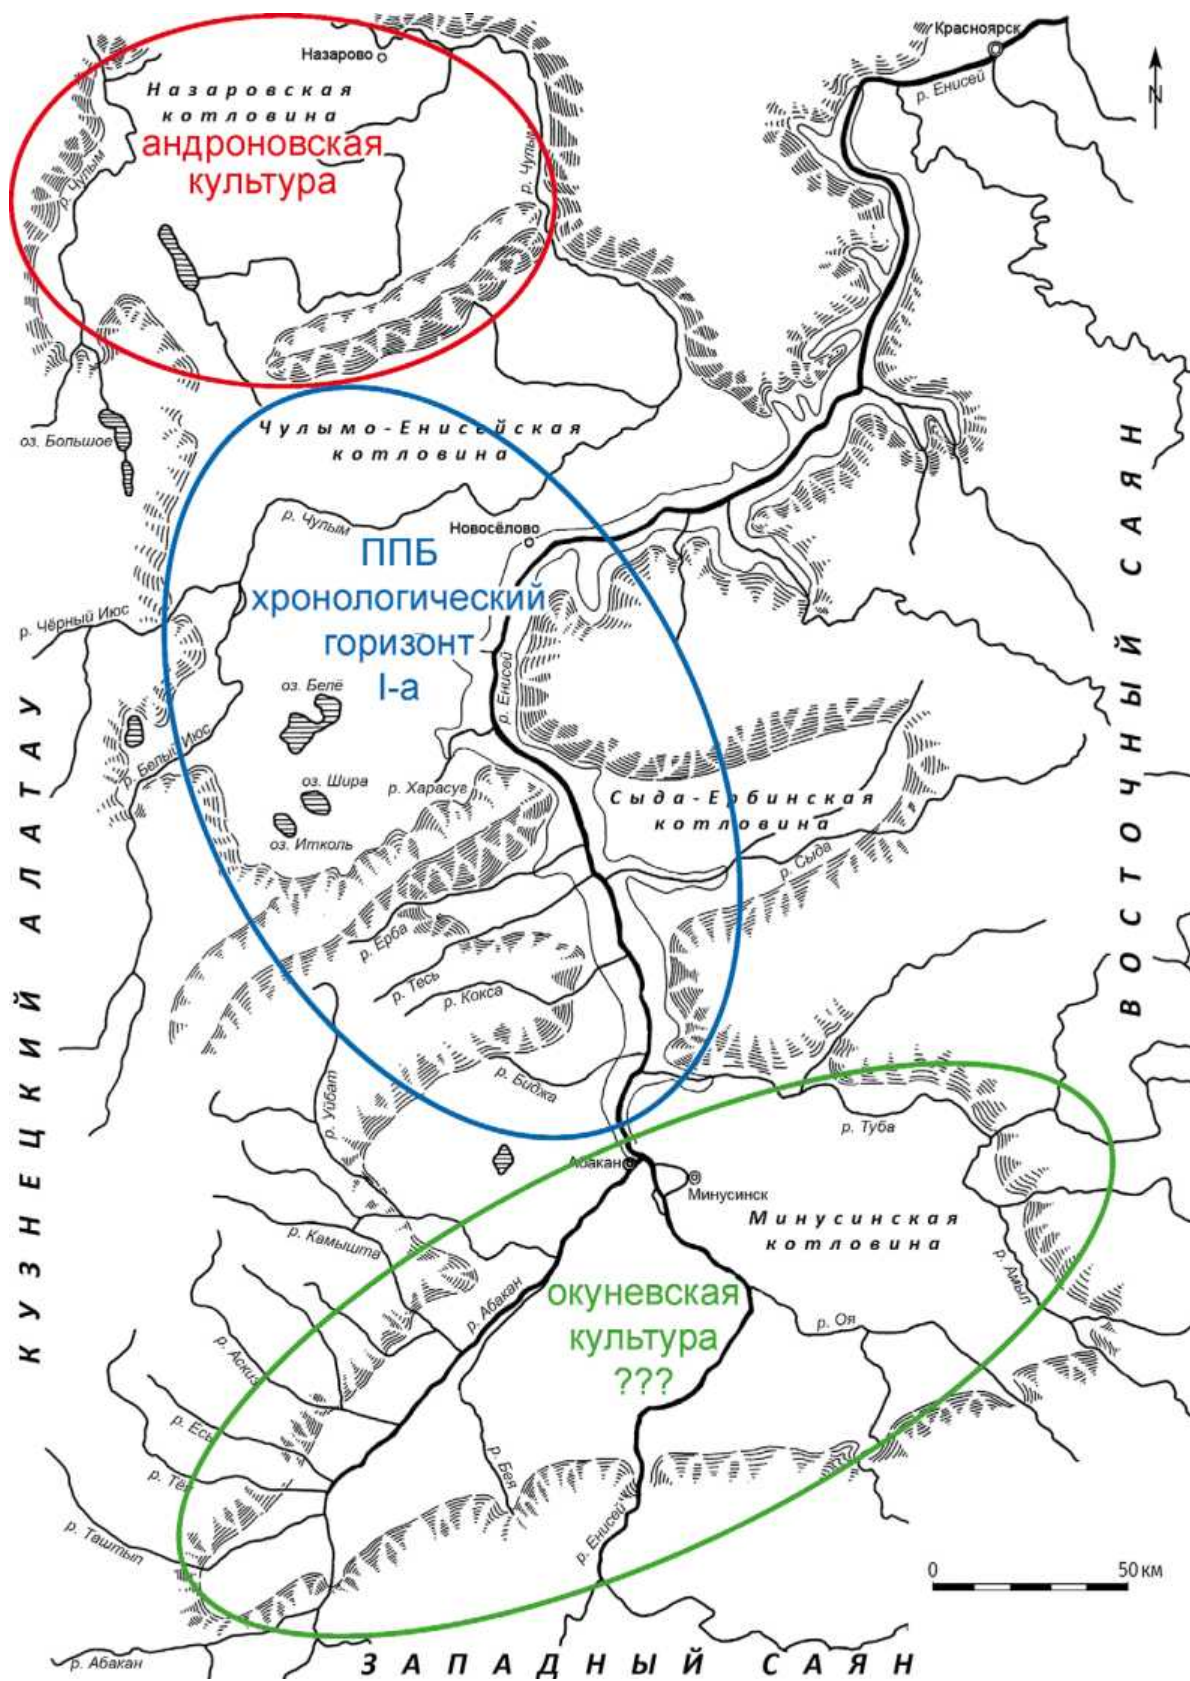 Красноярск
Назарово
р. Енисей
N
Назаровская
котловина
андроновская
культура
р. Чулым
р. Чулым
оз. Большое
Чулымо-Енисейская
котловина
р. Чулым
Новосёлово
ППБ
хронологический
горизонт
I-а
р. Чёрный Июс
р. Енисей
оз. Белё
р. Белый Июс
оз. Шира
р. Харасуг
Сыда-Ербинская
котловина
оз. Итколь
р. Сыда
р. Ерба
р. Тесь
р. Кокса
р. Биджа
р. Уйбат
р. Туба
Абакан
Минусинск
Минусинская
котловина
р. Камышта
р. Абакан
р. Амыл
окуневская
культура
???
р. Оя
р. Аскиз
р. Есь
р. Тёя
р. Бея
р. Таштып
р. Енисей
0 50 км
р. Абакан
КУЗНЕЦКИЙ АЛАТАУ
ВОСТОЧНЫЙ САЯН
ЗАПАДНЫЙ САЯН